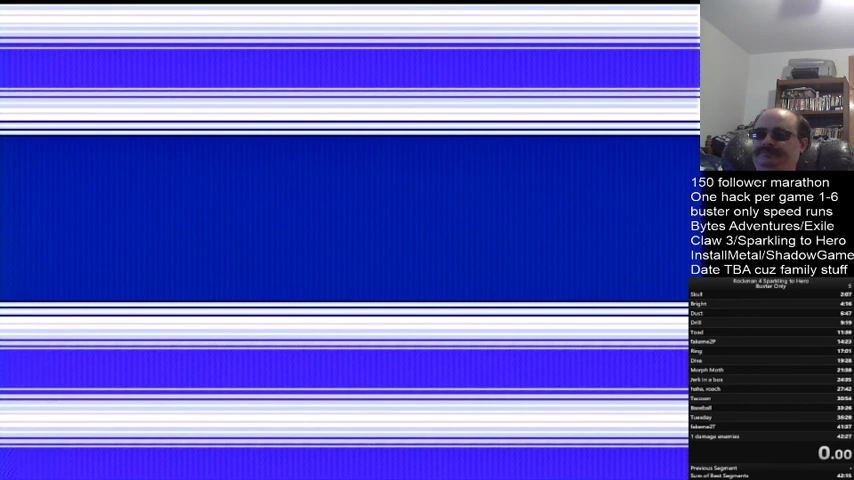 150 follower marathon
One hack per game 1-6
buster only speed runs
Bytes Adventures/Exile
Claw 3/Sparkling to Hero
InstallMetal/ShadowGame
Date TBA cuz family stuff
Rockman 4 Sparkling to Hero
Buster Only 5
Skull 2:07
Bright 4:16
Dust 6:47
Drill 9:19
Toad 11:38
fakeme2P 14:23
Ring 17:01
Dive 19:28
Morph Moth 21:58
Jerk in a box 24:55
haha, roach 27:42
Tacoson 30:54
Baseball 33:26
Tuesday 35:29
fakeme2T 41:37
1 damage enemies 42:27
0.00
Previous Segment -
Sum of Best Segments 42:15